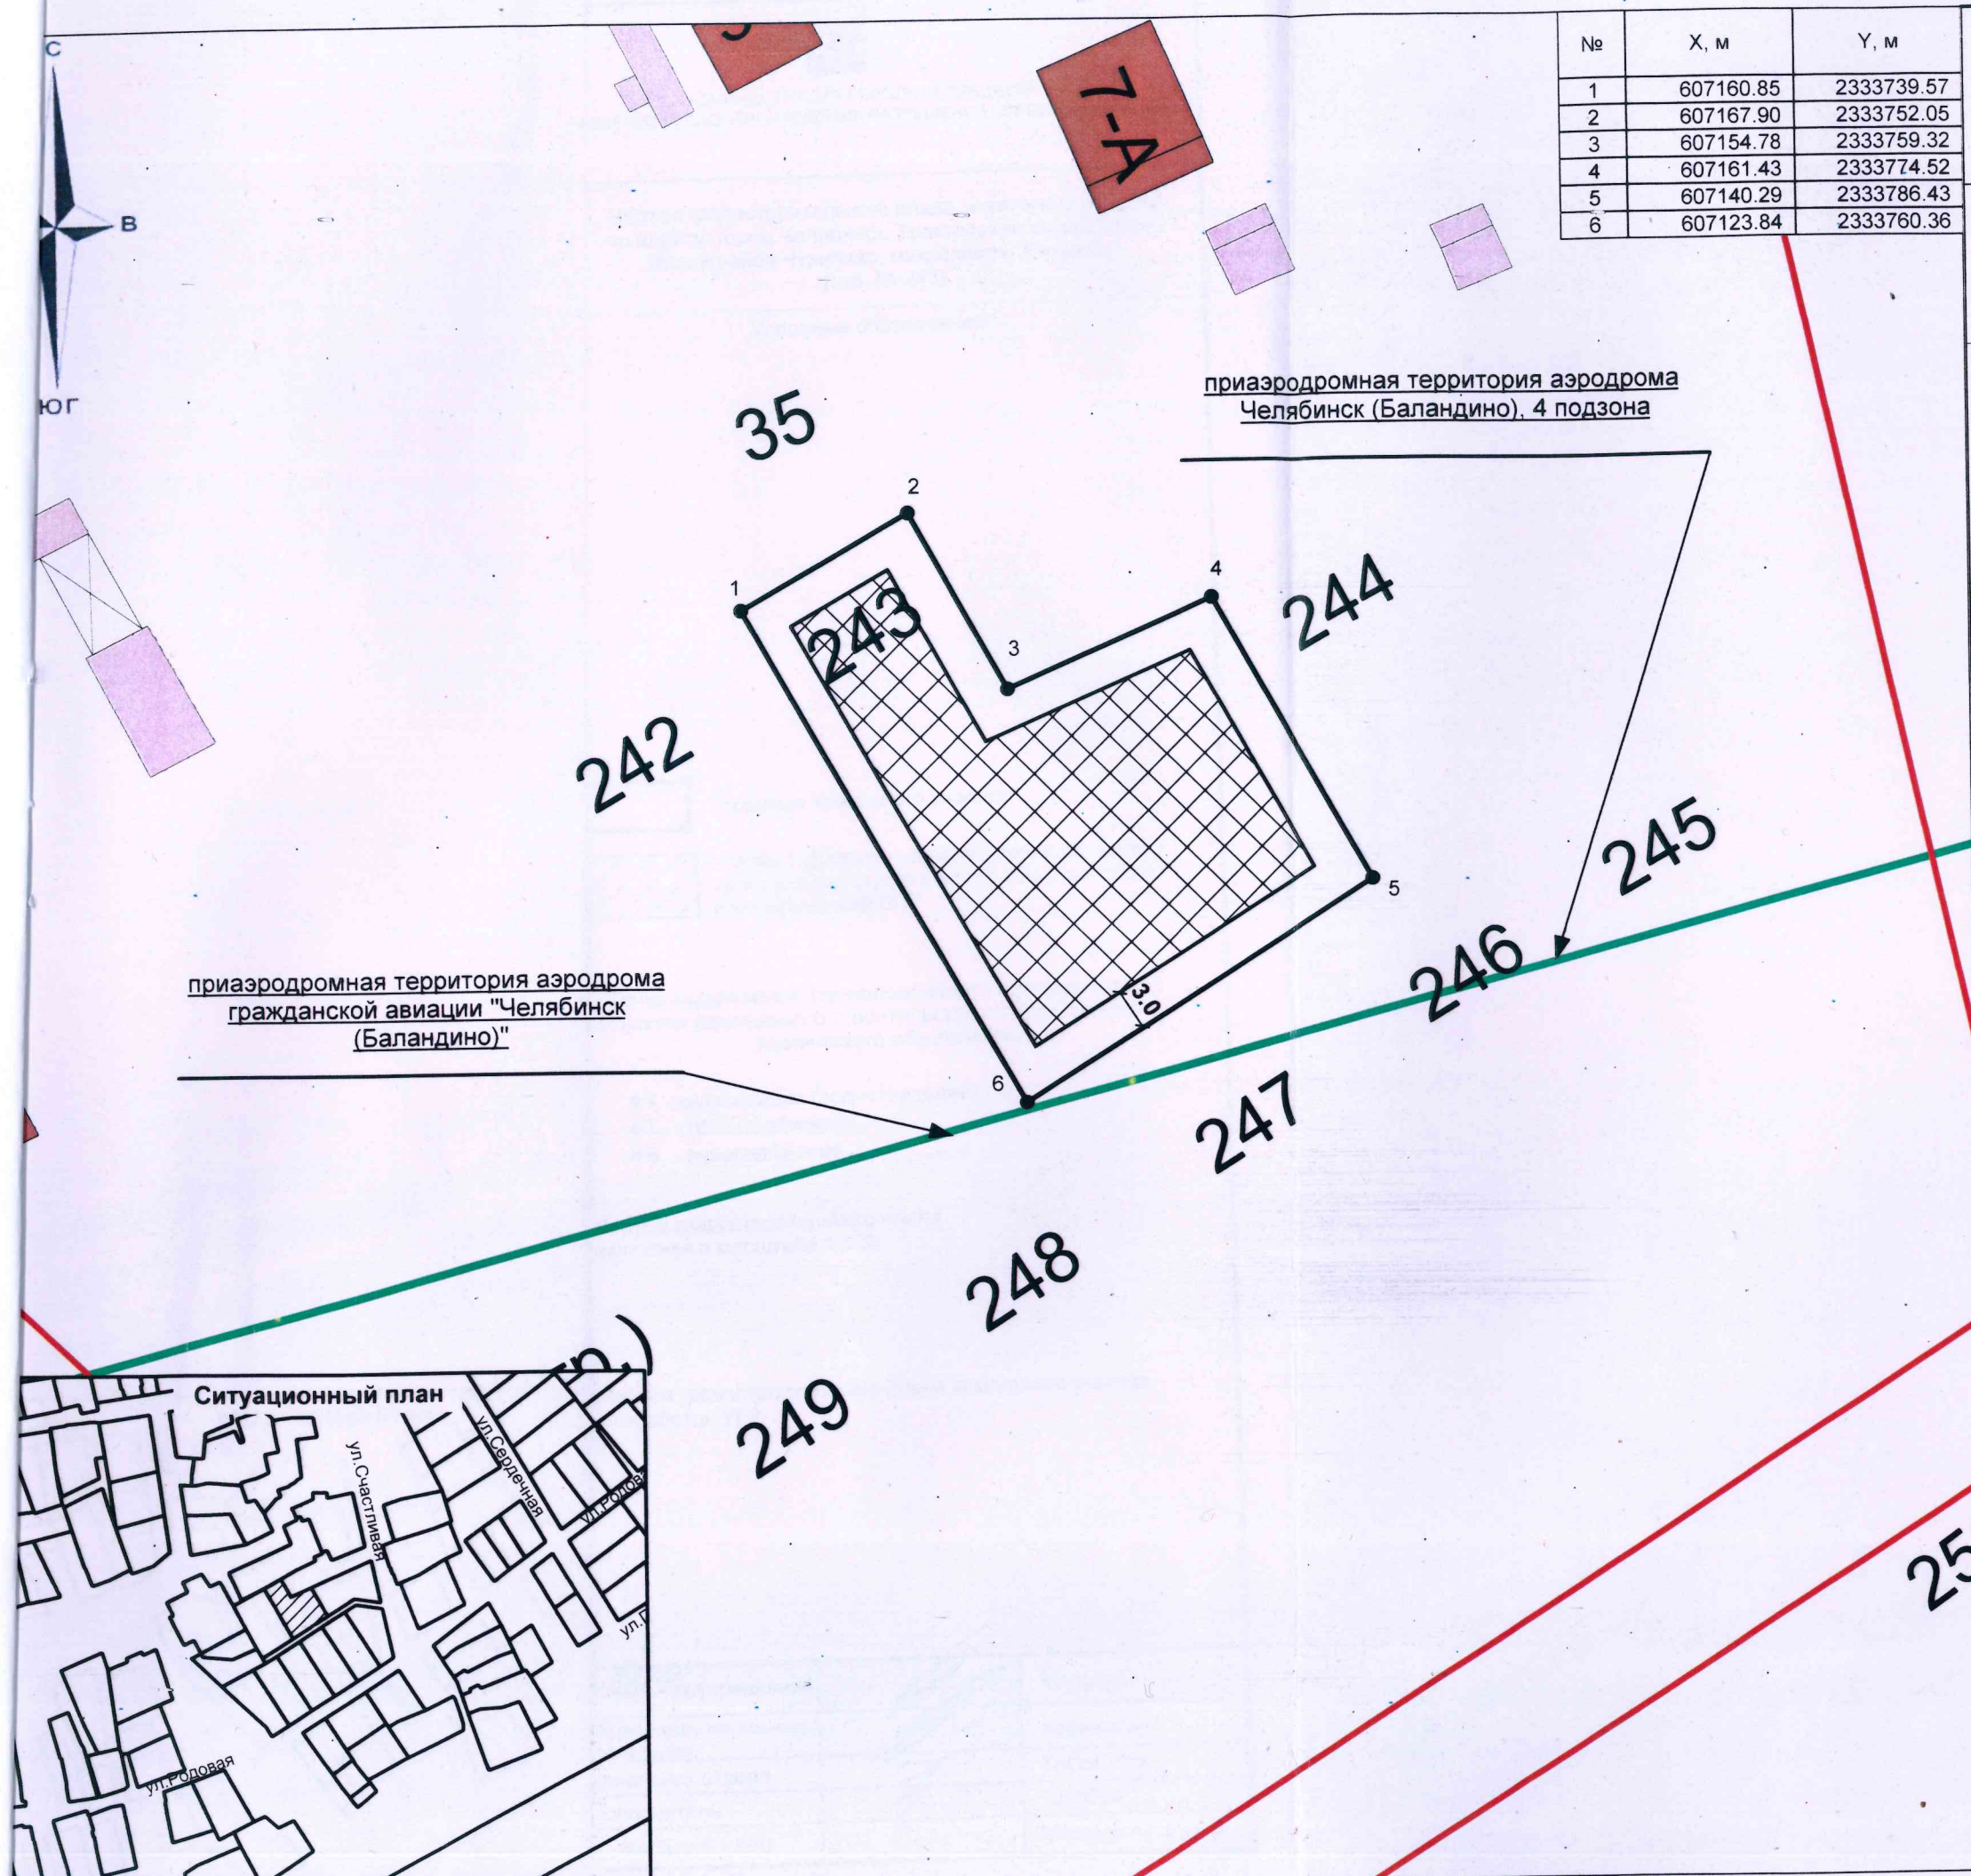 С
В
ЮГ
7-А
№ X, м Y, м
1 607160.85 2333739.57
2 607167.90 2333752.05
3 607154.78 2333759.32
4 607161.43 2333774.52
5 607140.29 2333786.43
6 607123.84 2333760.36
приаэродромная территория аэродрома
Челябинск (Баландино), 4 подзона
35
2
1
4
3
243
244
242
5
245
246
3.0
6
приаэродромная территория аэродрома
гражданской авиации "Челябинск
(Баландино)"
247
248
249
Ситуационный план
ул.Счастливая
ул.Сердечная
ул.Родовая